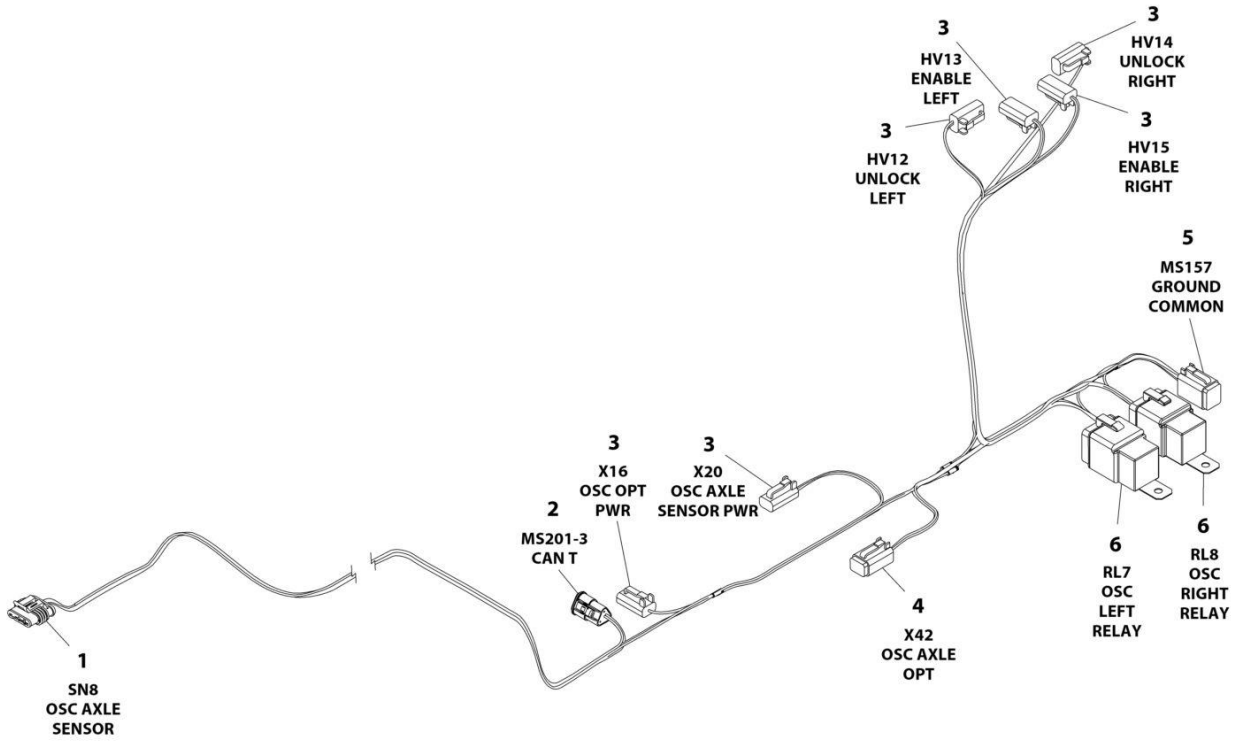 3
HV14
UNLOCK
RIGHT
3
HV13
ENABLE
LEFT
3
HV12
UNLOCK
LEFT
3
HV15
ENABLE
RIGHT
5
MS157
GROUND
COMMON
3
X16
OSC OPT
PWR
3
X20
OSC AXLE
SENSOR PWR
2
MS201-3
CAN T
6
RL7
OSC
LEFT
RELAY
6
RL8
OSC
RIGHT
RELAY
4
X42
OSC AXLE
OPT
1
SN8
OSC AXLE
SENSOR